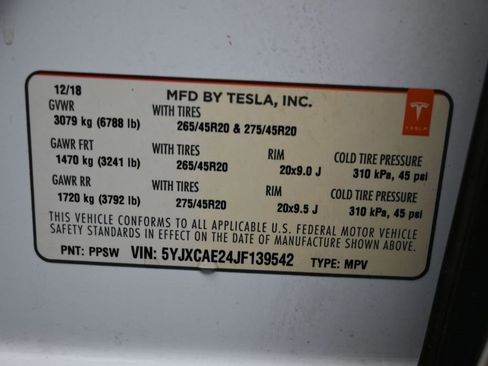 12/18
MFD BY TESLA, INC.
GVWR
3079 kg (6788 lb)
WITH TIRES
265/45R20 & 275/45R20
TESLA
GAWR FRT
1470 kg (3241 lb)
WITH TIRES
265/45R20
RIM
20x9.0 J
COLD TIRE PRESSURE
310 kPa, 45 psi
GAWR RR
1720 kg (3792 lb)
WITH TIRES
275/45R20
RIM
20x9.5 J
COLD TIRE PRESSURE
310 kPa, 45 psi
THIS VEHICLE CONFORMS TO ALL APPLICABLE U.S. FEDERAL MOTOR VEHICLE
SAFETY STANDARDS IN EFFECT ON THE DATE OF MANUFACTURE SHOWN ABOVE.
PNT: PPSW VIN: 5YJXCAE24JF139542 TYPE: MPV